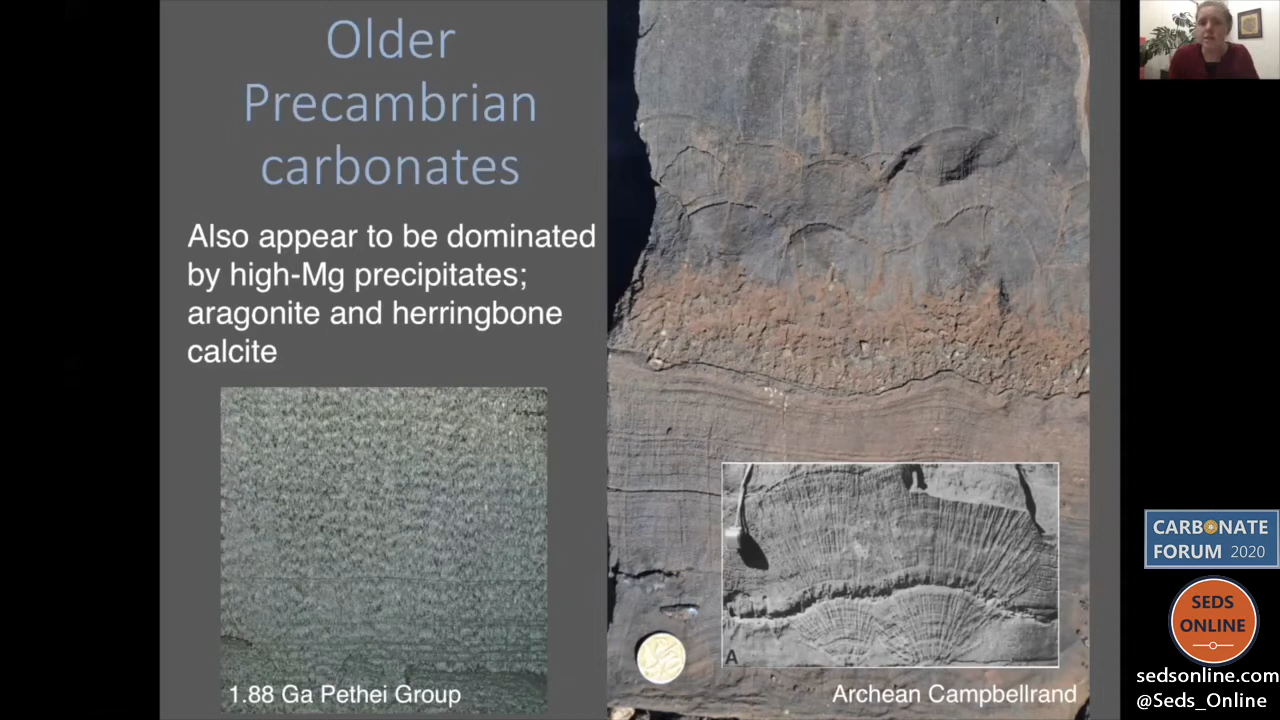 Older
Precambrian
carbonates
Also appear to be dominated
by high-Mg precipitates;
aragonite and herringbone
calcite
1.88 Ga Pethei Group
A
Archean Campbellrand
CARBONATE
FORUM 2020
SEDS
ONLINE
sedsonline.com
@Seds_Online